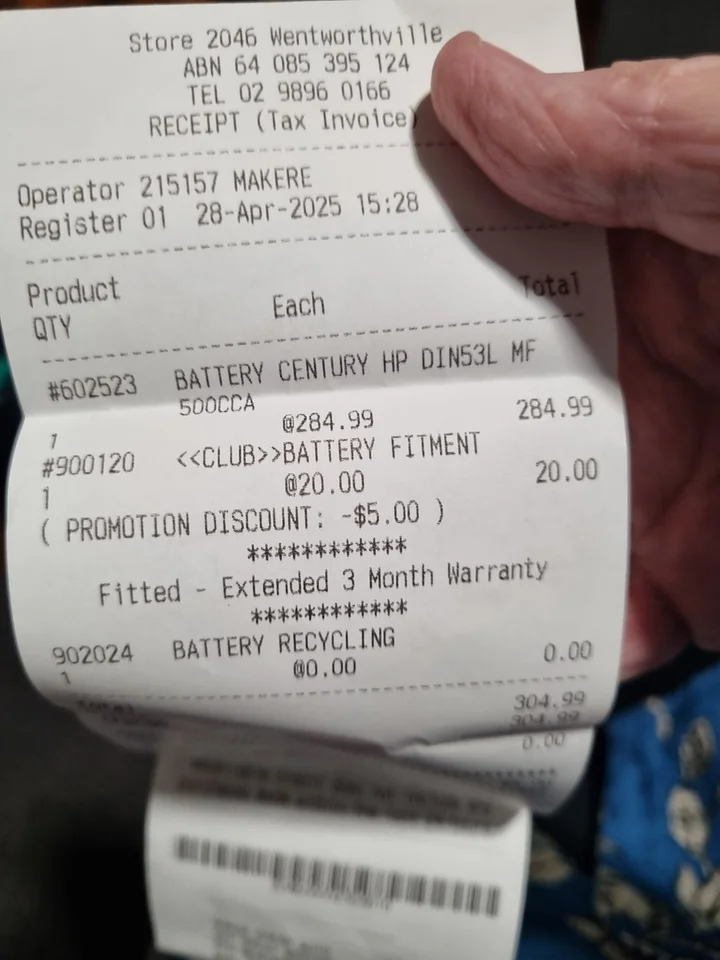 Store 2046 Wentworthville
ABN 64 085 395 124
TEL 02 9896 0166
RECEIPT (Tax Invoice)
Operator 215157 MAKERE
Register 01 28-Apr-2025 15:28
Product
QTY Each Total
#602523 BATTERY CENTURY HP DIN53L MF
500CCA
1 @284.99 284.99
#900120 <<CLUB>>BATTERY FITMENT
1 @20.00 20.00
( PROMOTION DISCOUNT: -$5.00 )
************
Fitted - Extended 3 Month Warranty
************
902024 BATTERY RECYCLING
1 @0.00 0.00
Total 304.99
304.99
0.00